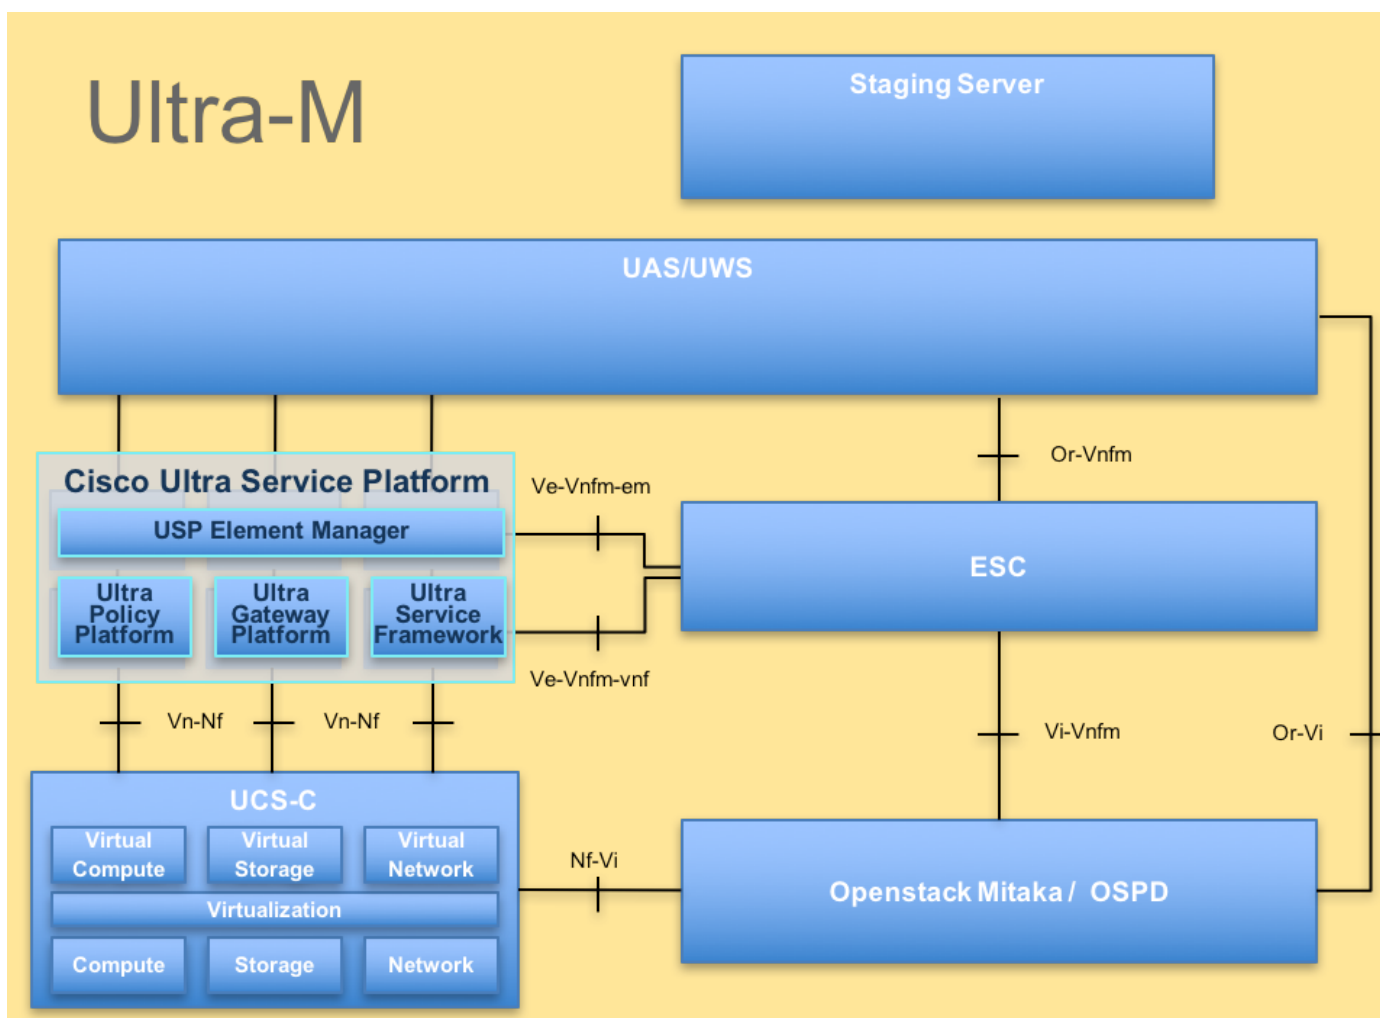 Ultra-M
Staging Server
UAS/UWS
Or-Vnfm
Cisco Ultra Service Platform
Ve-Vnfm-em
USP Element Manager
ESC
Ultra
Policy
Platform
Ultra
Gateway
Platform
Ultra
Service
Framework
Ve-Vnfm-vnf
Vn-Nf
Vn-Nf
Vi-Vnfm
Or-Vi
UCS-C
Virtual
Compute
Virtual
Storage
Virtual
Network
Nf-Vi
Openstack Mitaka / OSPD
Virtualization
Compute
Storage
Network